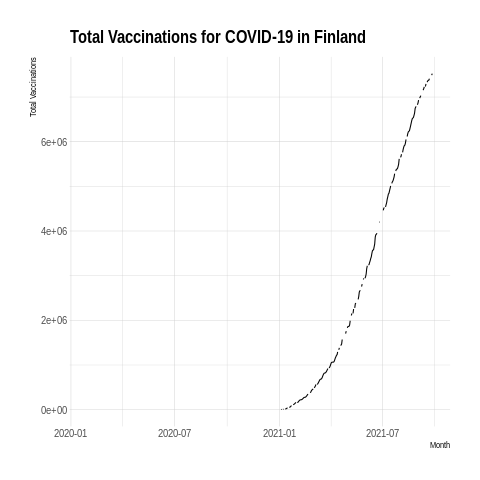 Total Vaccinations for COVID-19 in Finland
Total Vaccinations
6e+06
4e+06
2e+06
0e+00
2020-01 2020-07 2021-01 2021-07
Month